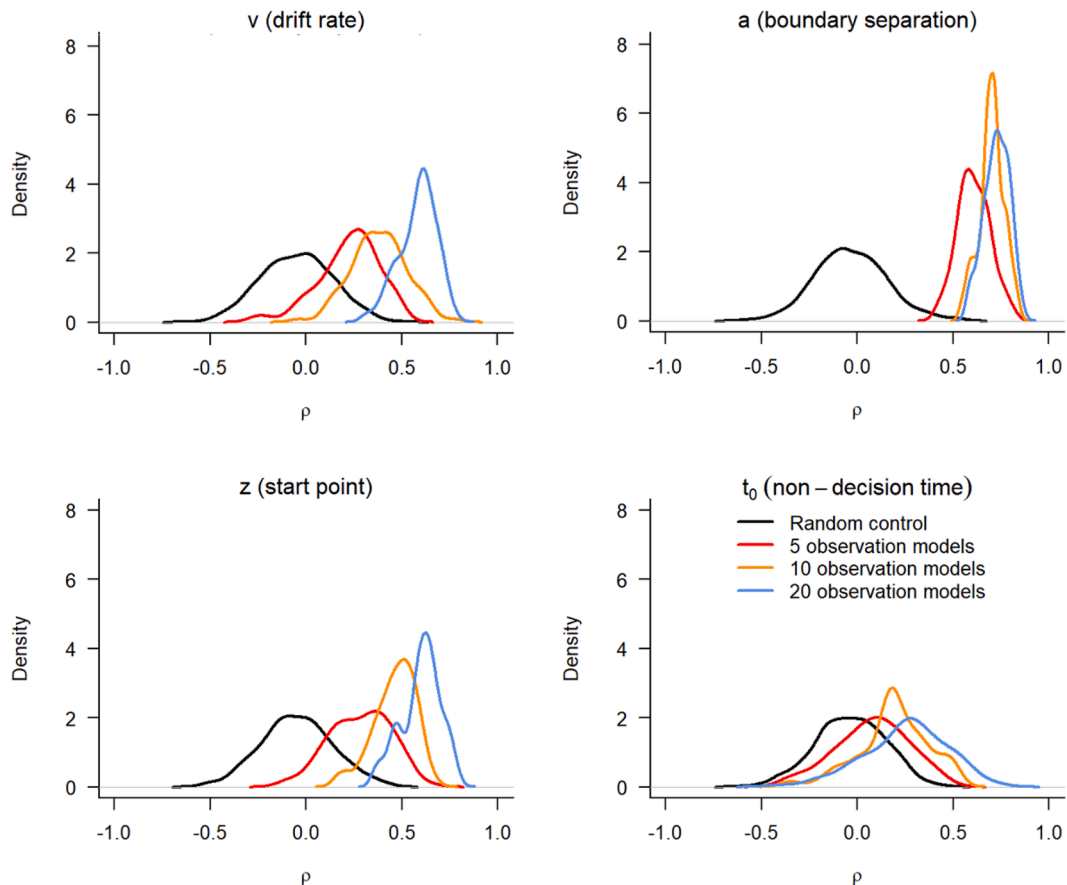 v (drift rate)
8
6
4
2
0
Density
-1.0 -0.5 0.0 0.5 1.0
ρ
a (boundary separation)
8
6
4
2
0
Density
-1.0 -0.5 0.0 0.5 1.0
ρ
z (start point)
8
6
4
2
0
Density
-1.0 -0.5 0.0 0.5 1.0
ρ
t₀ (non – decision time)
Random control
5 observation models
10 observation models
20 observation models
8
6
4
2
0
Density
-1.0 -0.5 0.0 0.5 1.0
ρ